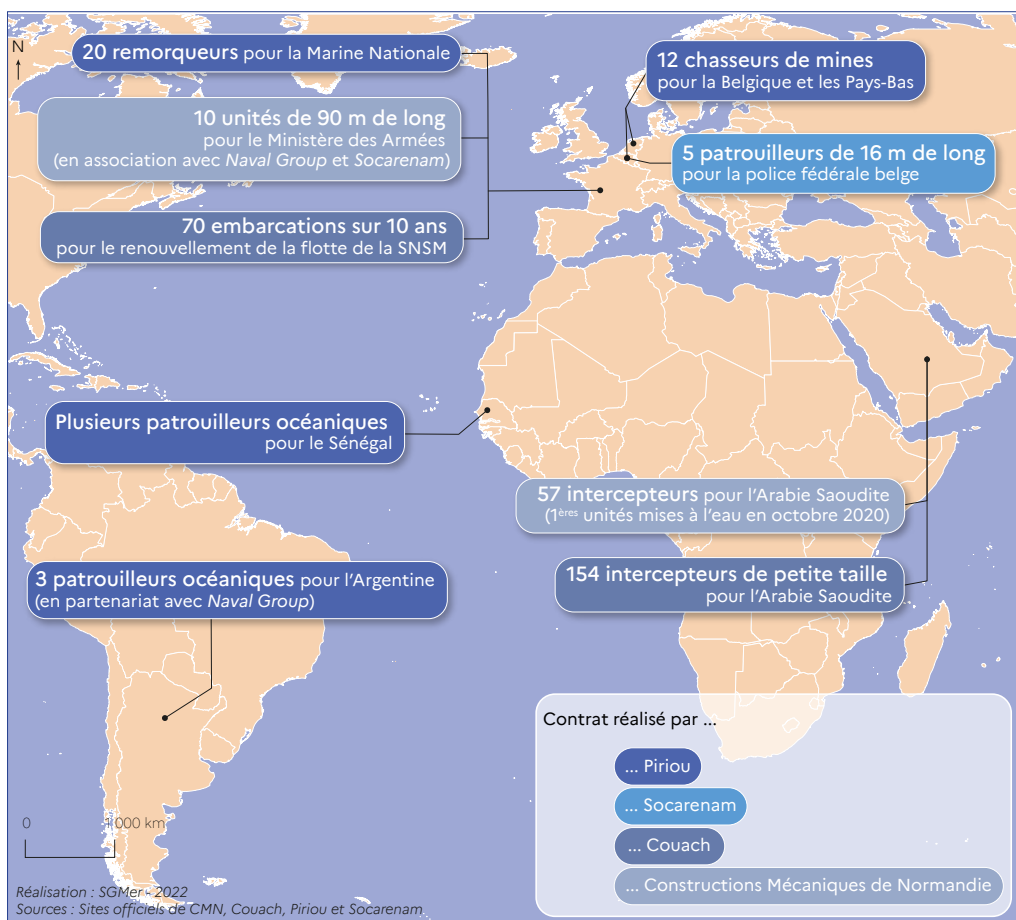 N
20 remorqueurs pour la Marine Nationale
10 unités de 90 m de long
pour le Ministère des Armées
(en association avec Naval Group et Socarenam)
70 embarcations sur 10 ans
pour le renouvellement de la flotte de la SNSM
12 chasseurs de mines
pour la Belgique et les Pays-Bas
5 patrouilleurs de 16 m de long
pour la police fédérale belge
Plusieurs patrouilleurs océaniques
pour le Sénégal
57 intercepteurs pour l'Arabie Saoudite
(1ères unités mises à l'eau en octobre 2020)
154 intercepteurs de petite taille
pour l'Arabie Saoudite
3 patrouilleurs océaniques pour l'Argentine
(en partenariat avec Naval Group)
Contrat réalisé par ...
... Piriou
... Socarenam
... Couach
... Constructions Mécaniques de Normandie
0 1 000 km
Réalisation : SGMer - 2022
Sources : Sites officiels de CMN, Couach, Piriou et Socarenam